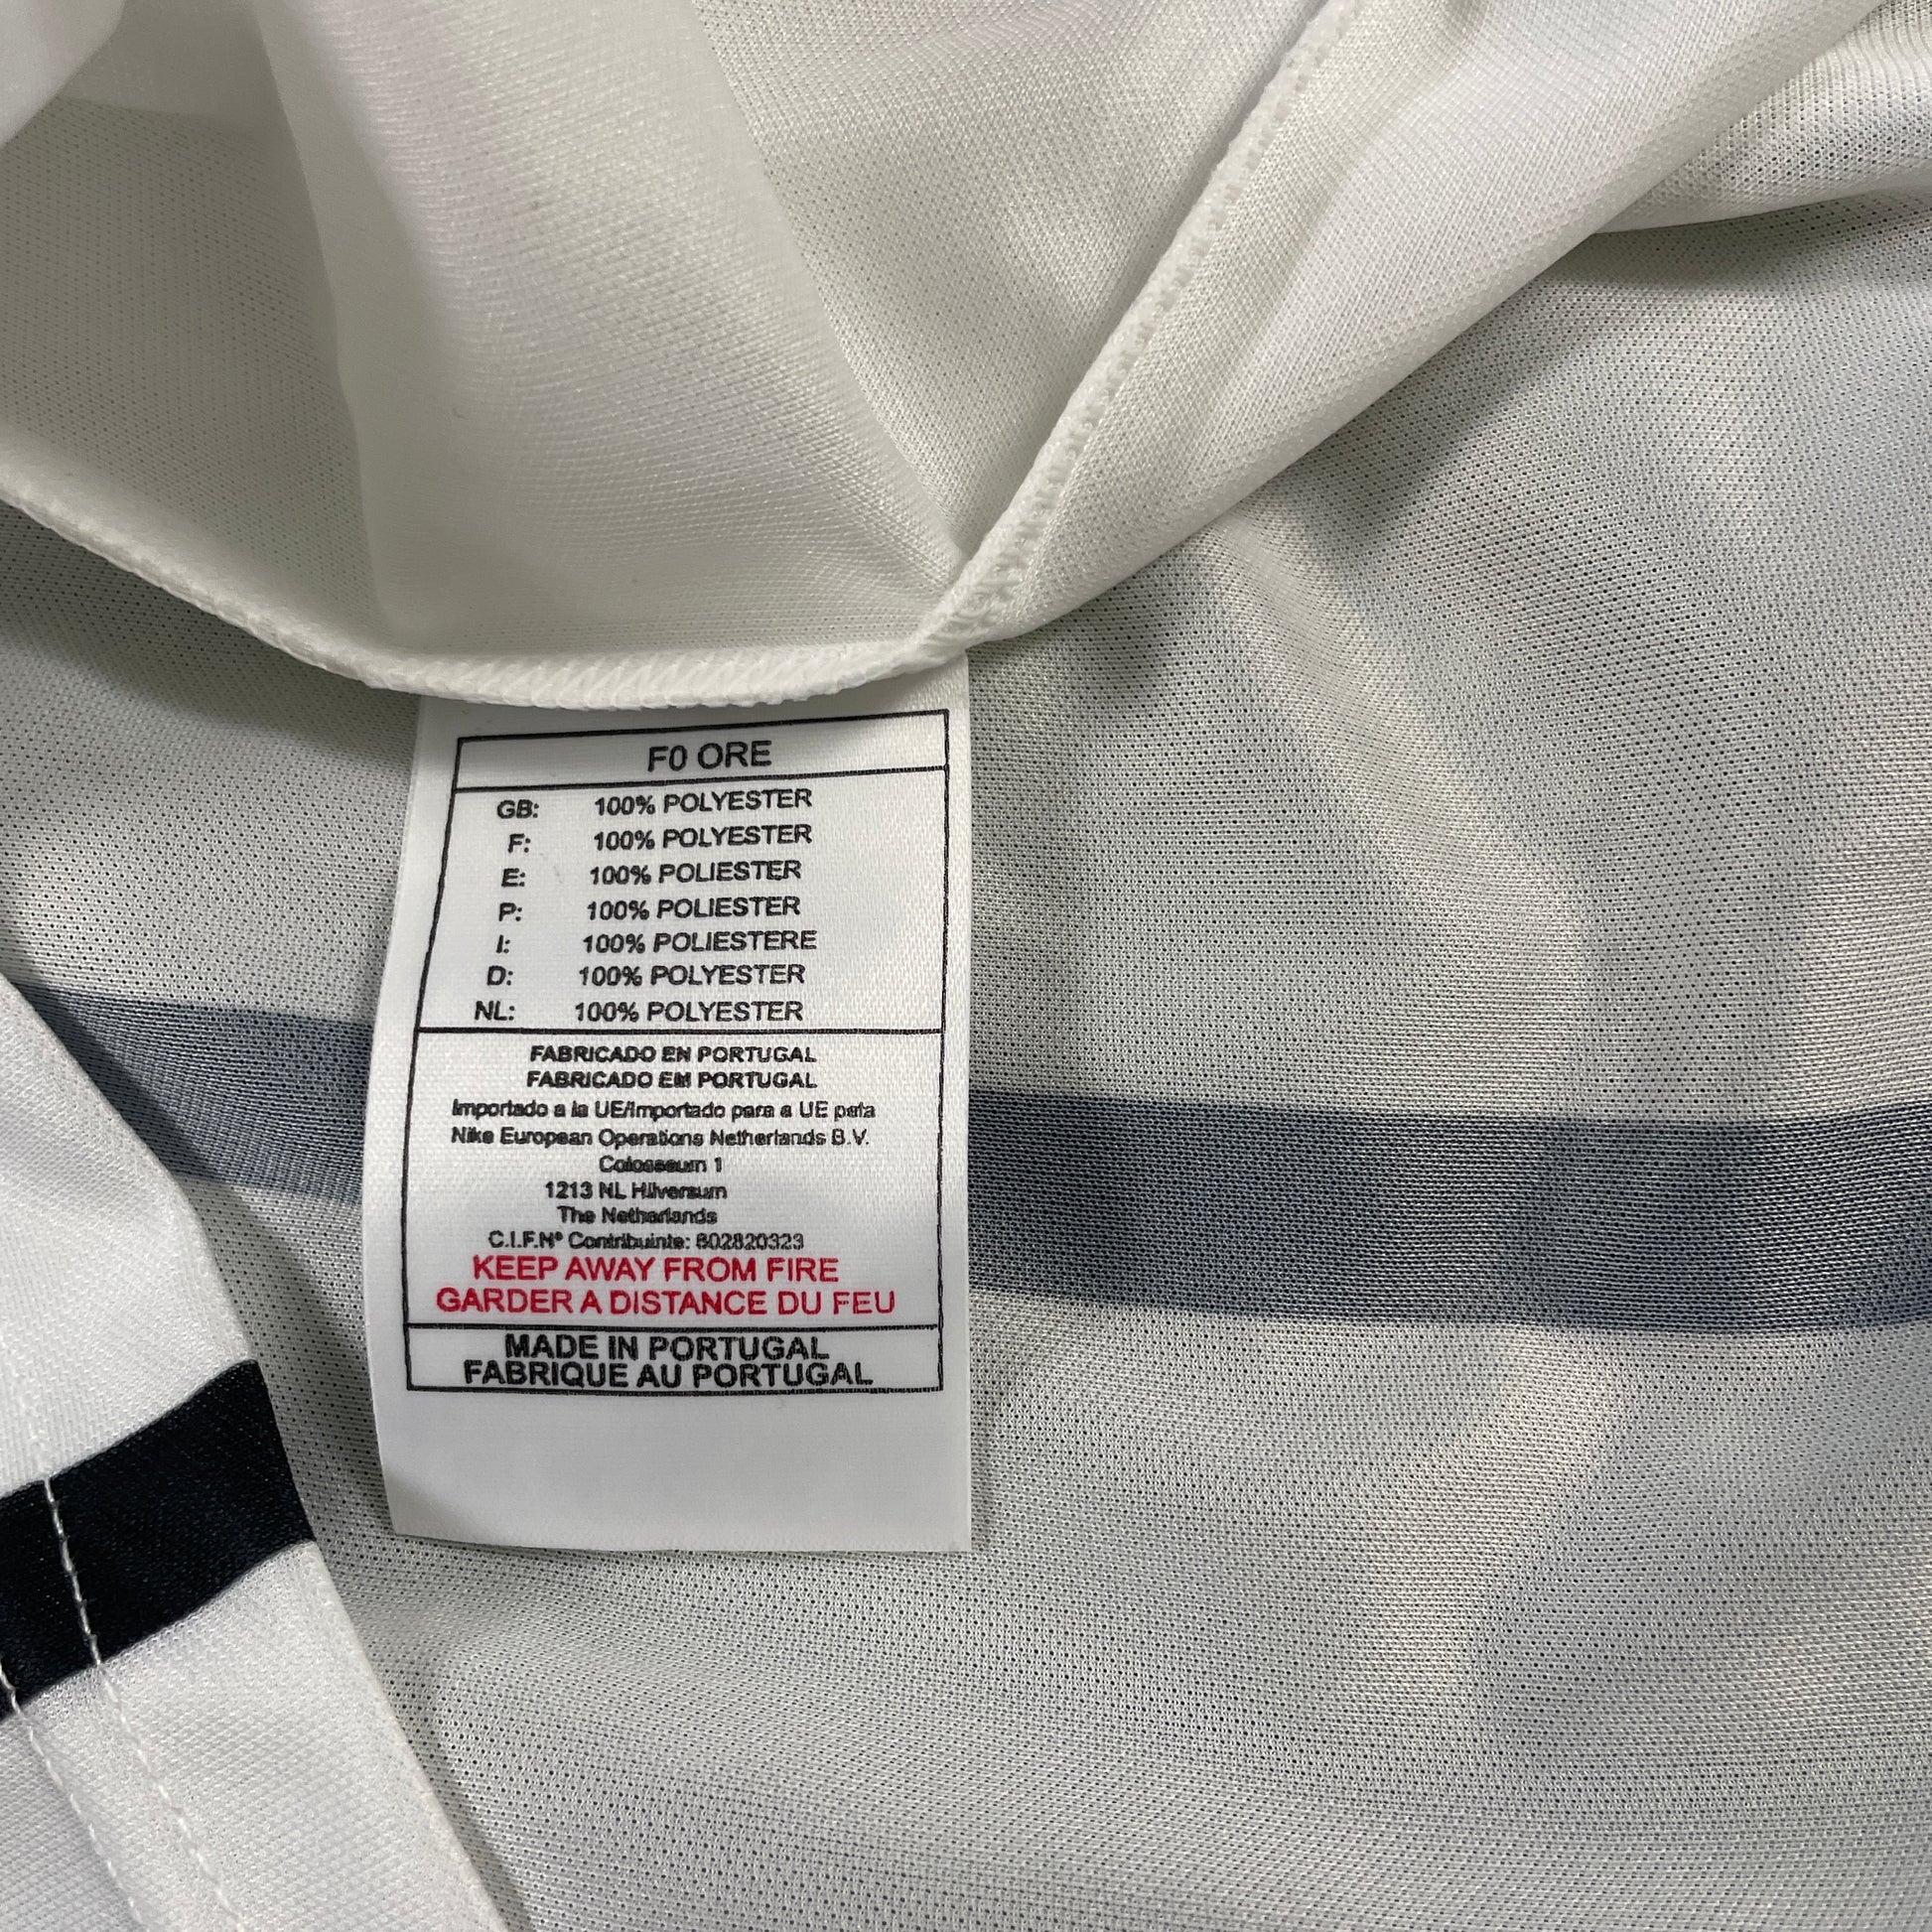 F0 ORE
GB: 100% POLYESTER
F: 100% POLYESTER
E: 100% POLIESTER
P: 100% POLIESTER
I: 100% POLIESTERE
D: 100% POLYESTER
NL: 100% POLYESTER
FABRICADO EN PORTUGAL
FABRICADO EM PORTUGAL
Importado a la UE/Importado para a UE
Nike European Operations Netherlands B.V.
Colosseum 1
1213 NL Hilversum
The Netherlands
C.I.F.Nº Contribuinte:
KEEP AWAY FROM FIRE
GARDER A DISTANCE DU FEU
MADE IN PORTUGAL
FABRIQUE AU PORTUGAL